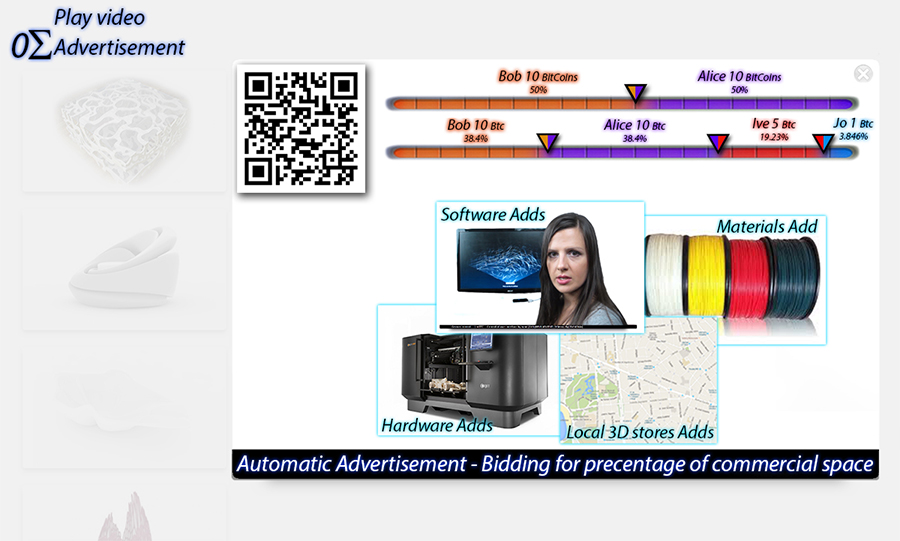 Play video
OΣ Advertisement
Bob 10 BitCoins
50%
Alice 10 BitCoins
50%
Bob 10 Btc
38.4%
Alice 10 Btc
38.4%
Ive 5 Btc
19.23%
Jo 1 Btc
3.846%
Software Adds
Materials Add
Hardware Adds
Local 3D stores Adds
Automatic Advertisement - Bidding for precentage of commercial space